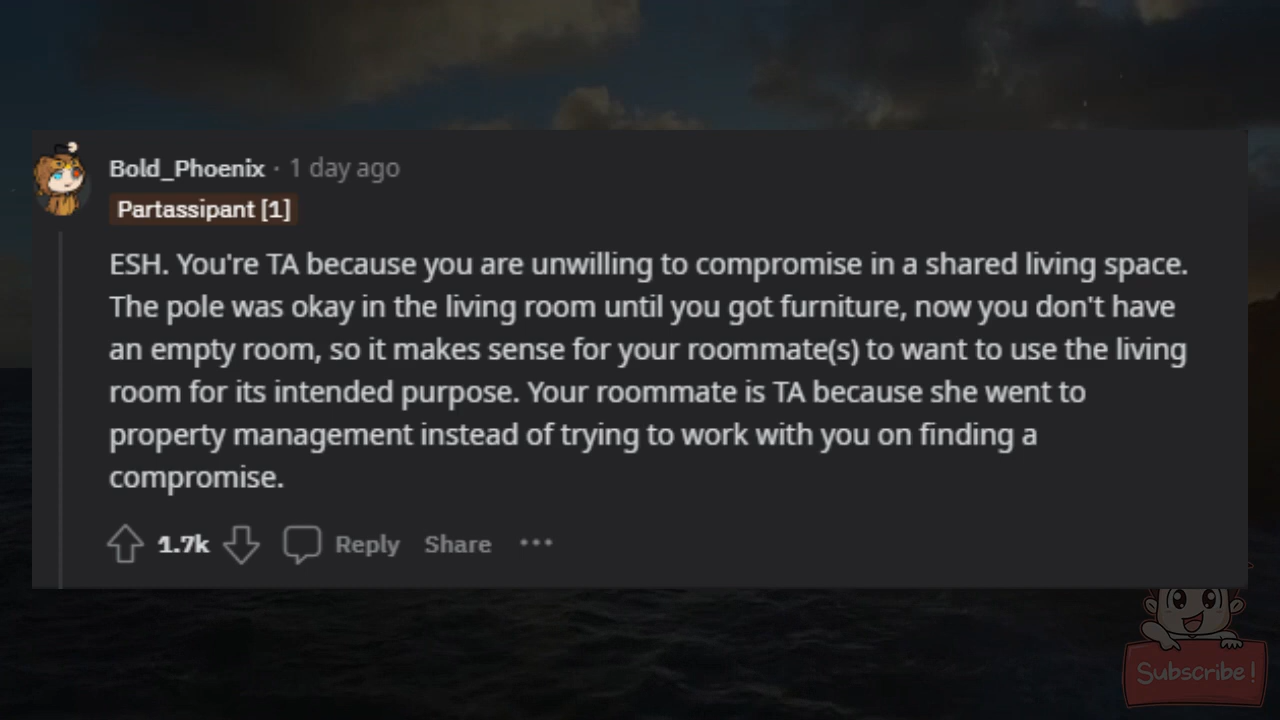 Bold_Phoenix · 1 day ago
Partassipant [1]
ESH. You're TA because you are unwilling to compromise in a shared living space.
The pole was okay in the living room until you got furniture, now you don't have
an empty room, so it makes sense for your roommate(s) to want to use the living
room for its intended purpose. Your roommate is TA because she went to
property management instead of trying to work with you on finding a
compromise.
1.7k Reply Share ···
Subscribe!